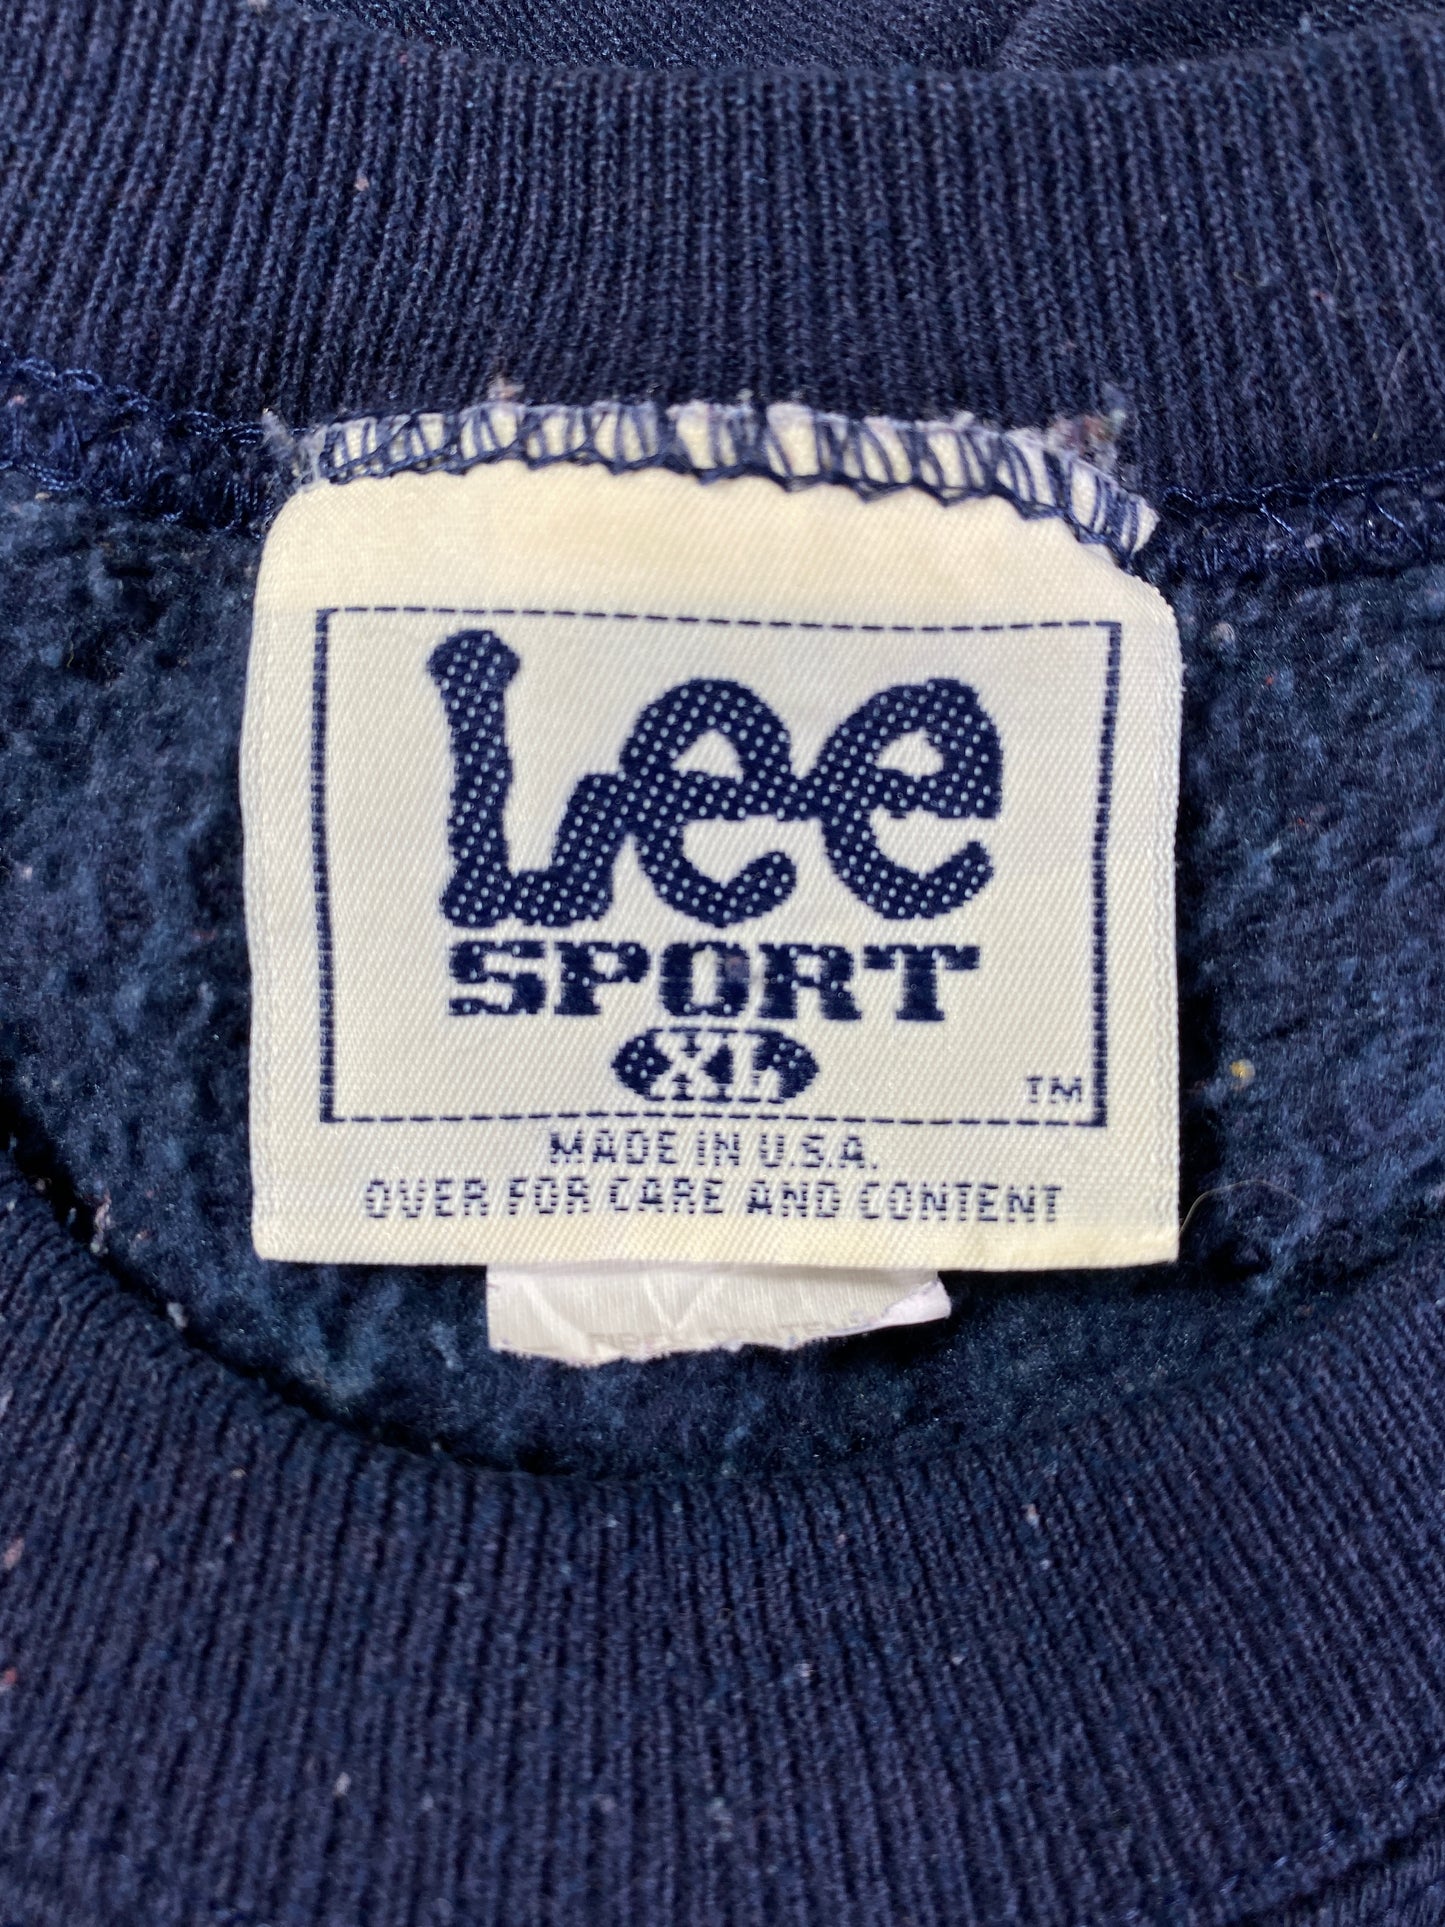 Lee
SPORT
XL
TM
MADE IN U.S.A.
OVER FOR CARE AND CONTENT